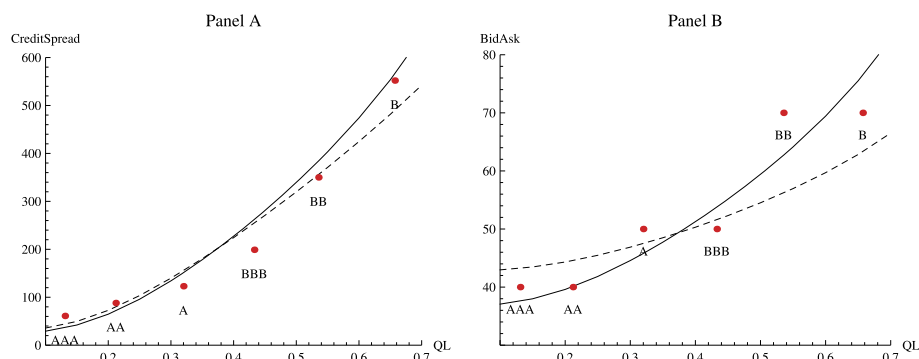 Panel A
CreditSpread
600
500
400
300
200
100
0
AAA
AA
A
BBB
BB
B
0.2
0.3
0.4
0.5
0.6
0.7
QL
Panel B
BidAsk
80
70
60
50
40
AAA
AA
A
BBB
BB
B
0.2
0.3
0.4
0.5
0.6
0.7
QL